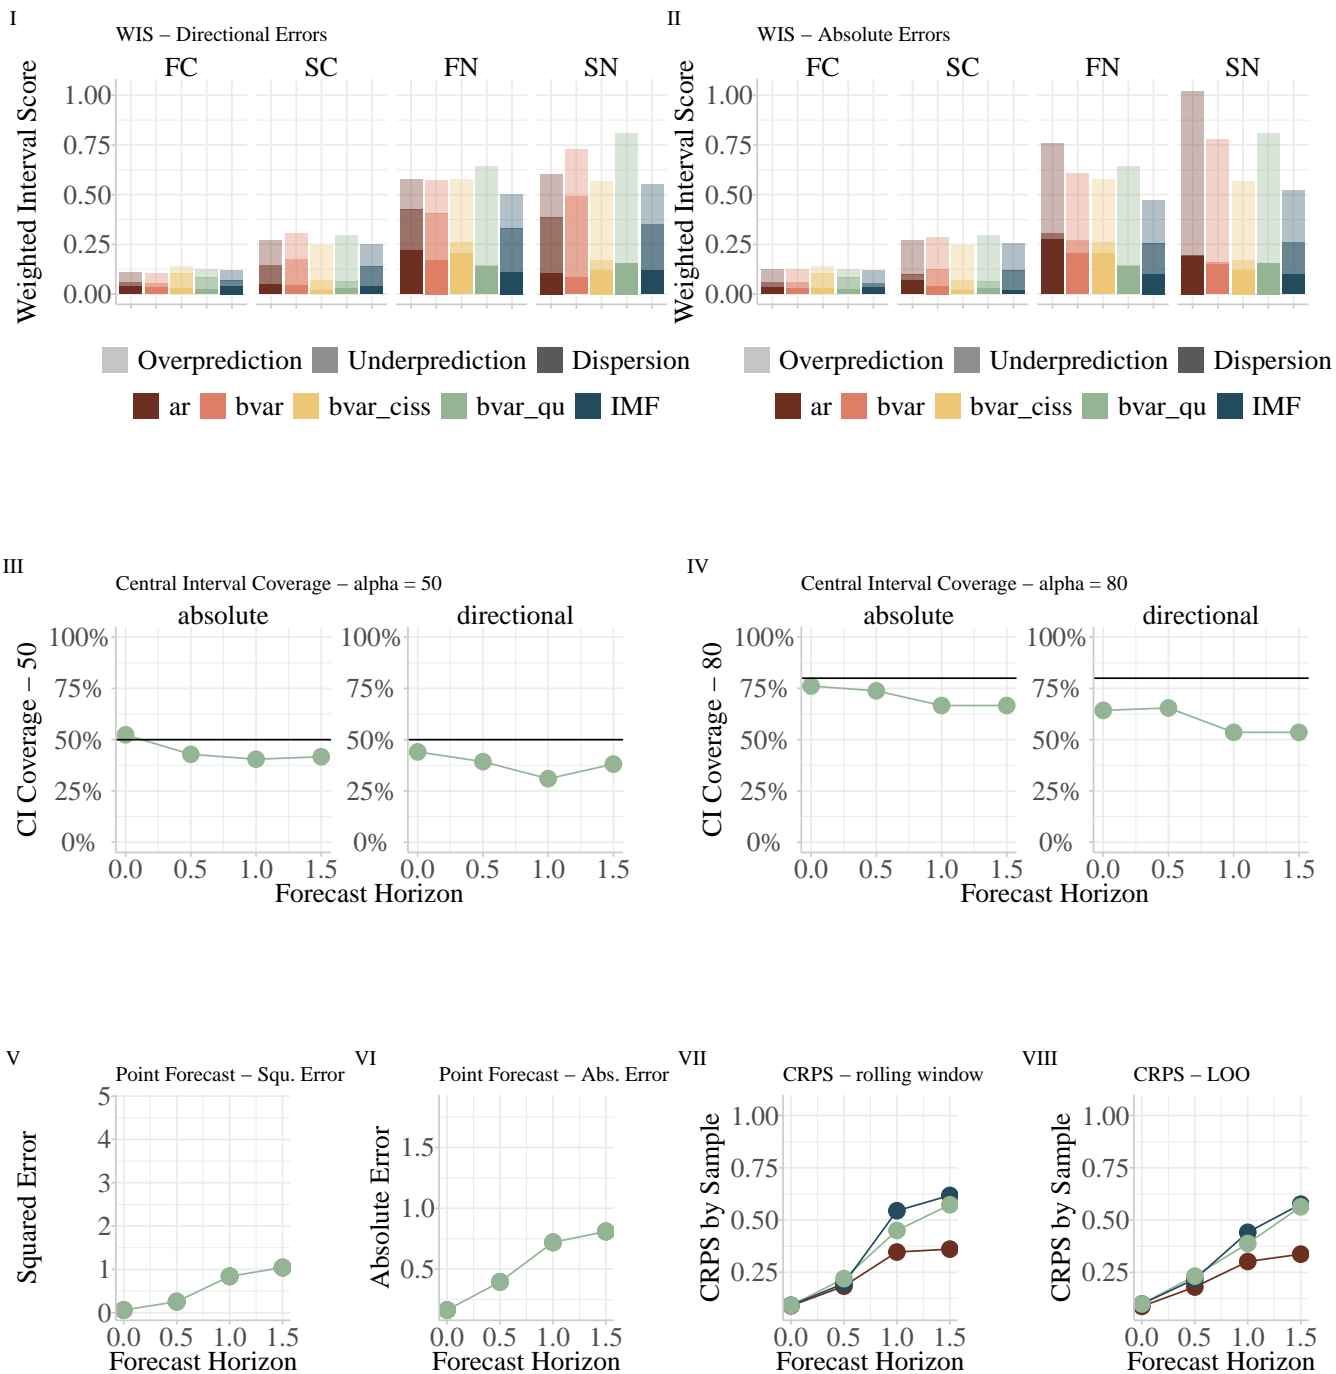 I
WIS – Directional Errors
FC SC FN SN
Weighted Interval Score
1.00
0.75
0.50
0.25
0.00
Overprediction Underprediction Dispersion
ar bvar bvar_ciss bvar_qu IMF
II
WIS – Absolute Errors
FC SC FN SN
Weighted Interval Score
1.00
0.75
0.50
0.25
0.00
Overprediction Underprediction Dispersion
ar bvar bvar_ciss bvar_qu IMF
III
Central Interval Coverage – alpha = 50
absolute directional
CI Coverage – 50
100% 100%
75% 75%
50% 50%
25% 25%
0% 0%
0.0 0.5 1.0 1.5 0.0 0.5 1.0 1.5
Forecast Horizon
IV
Central Interval Coverage – alpha = 80
absolute directional
CI Coverage – 80
100% 100%
75% 75%
50% 50%
25% 25%
0% 0%
0.0 0.5 1.0 1.5 0.0 0.5 1.0 1.5
Forecast Horizon
V
Point Forecast – Squ. Error
Squared Error
5
4
3
2
1
0
0.0 0.5 1.0 1.5
Forecast Horizon
VI
Point Forecast – Abs. Error
Absolute Error
1.5
1.0
0.5
0.0 0.5 1.0 1.5
Forecast Horizon
VII
CRPS – rolling window
CRPS by Sample
1.00
0.75
0.50
0.25
0.0 0.5 1.0 1.5
Forecast Horizon
VIII
CRPS – LOO
CRPS by Sample
1.00
0.75
0.50
0.25
0.0 0.5 1.0 1.5
Forecast Horizon